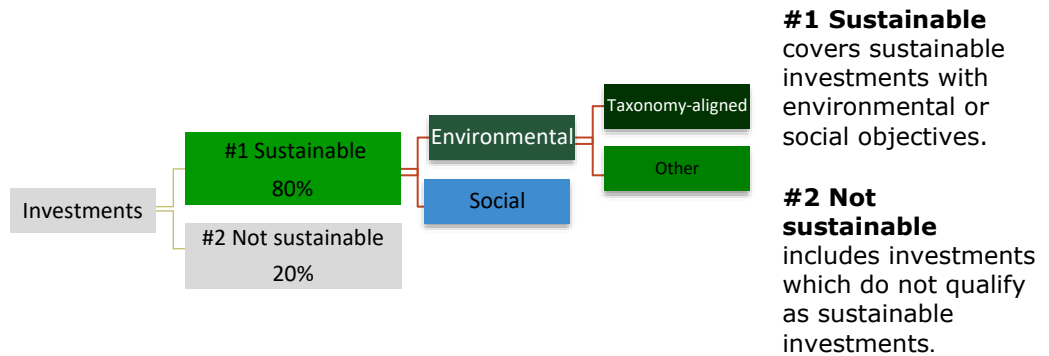 Investments
#1 Sustainable
80%
#2 Not sustainable
20%
Environmental
Social
Taxonomy-aligned
Other
#1 Sustainable
covers sustainable
investments with
environmental or
social objectives.
#2 Not
sustainable
includes investments
which do not qualify
as sustainable
investments.